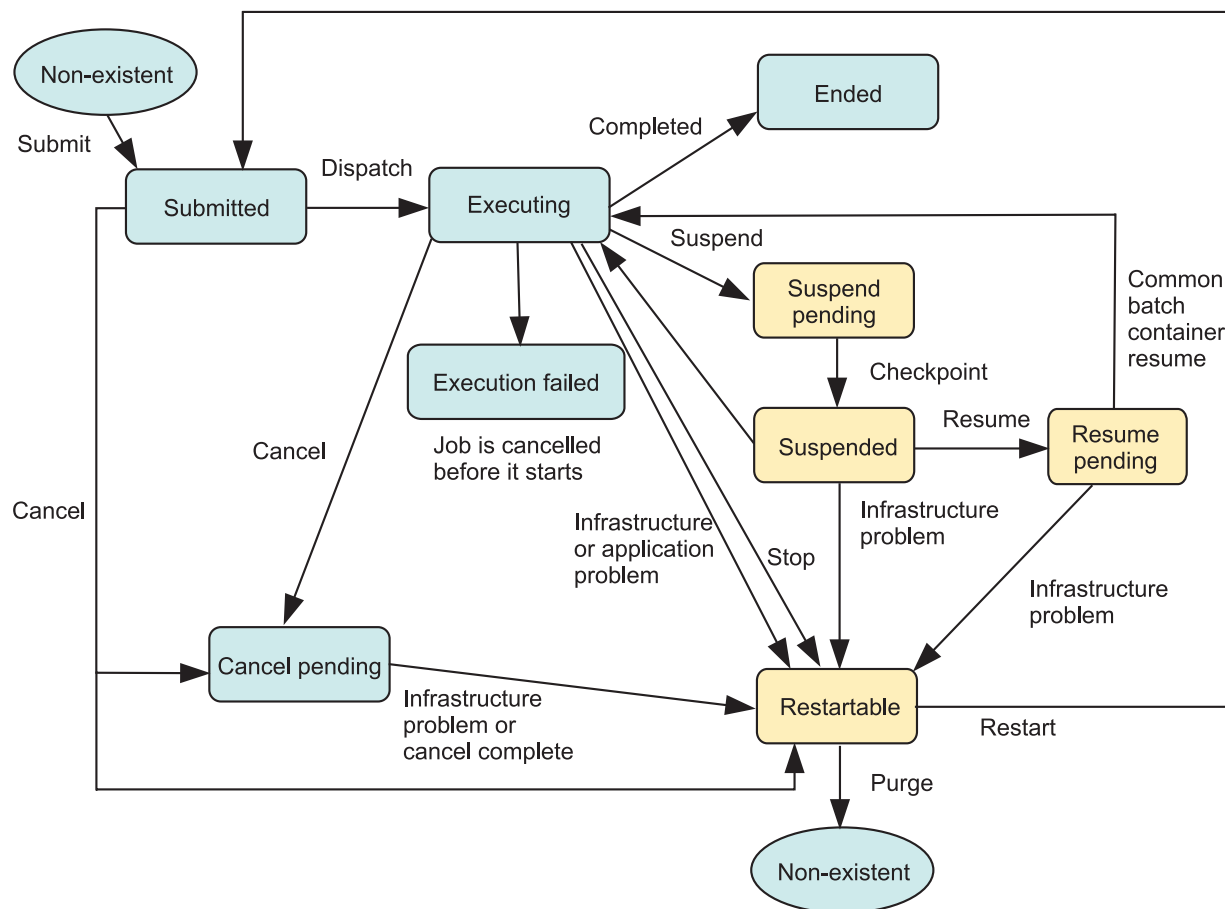 Non-existent
Ended
Submit
Completed
Dispatch
Submitted
Executing
Suspend
Suspend
pending
Common
batch
container
resume
Execution failed
Checkpoint
Job is cancelled
before it starts
Cancel
Suspended
Resume
Resume
pending
Cancel
Infrastructure
or application
problem
Stop
Infrastructure
problem
Infrastructure
problem
Cancel pending
Infrastructure
problem or
cancel complete
Restartable
Restart
Purge
Non-existent